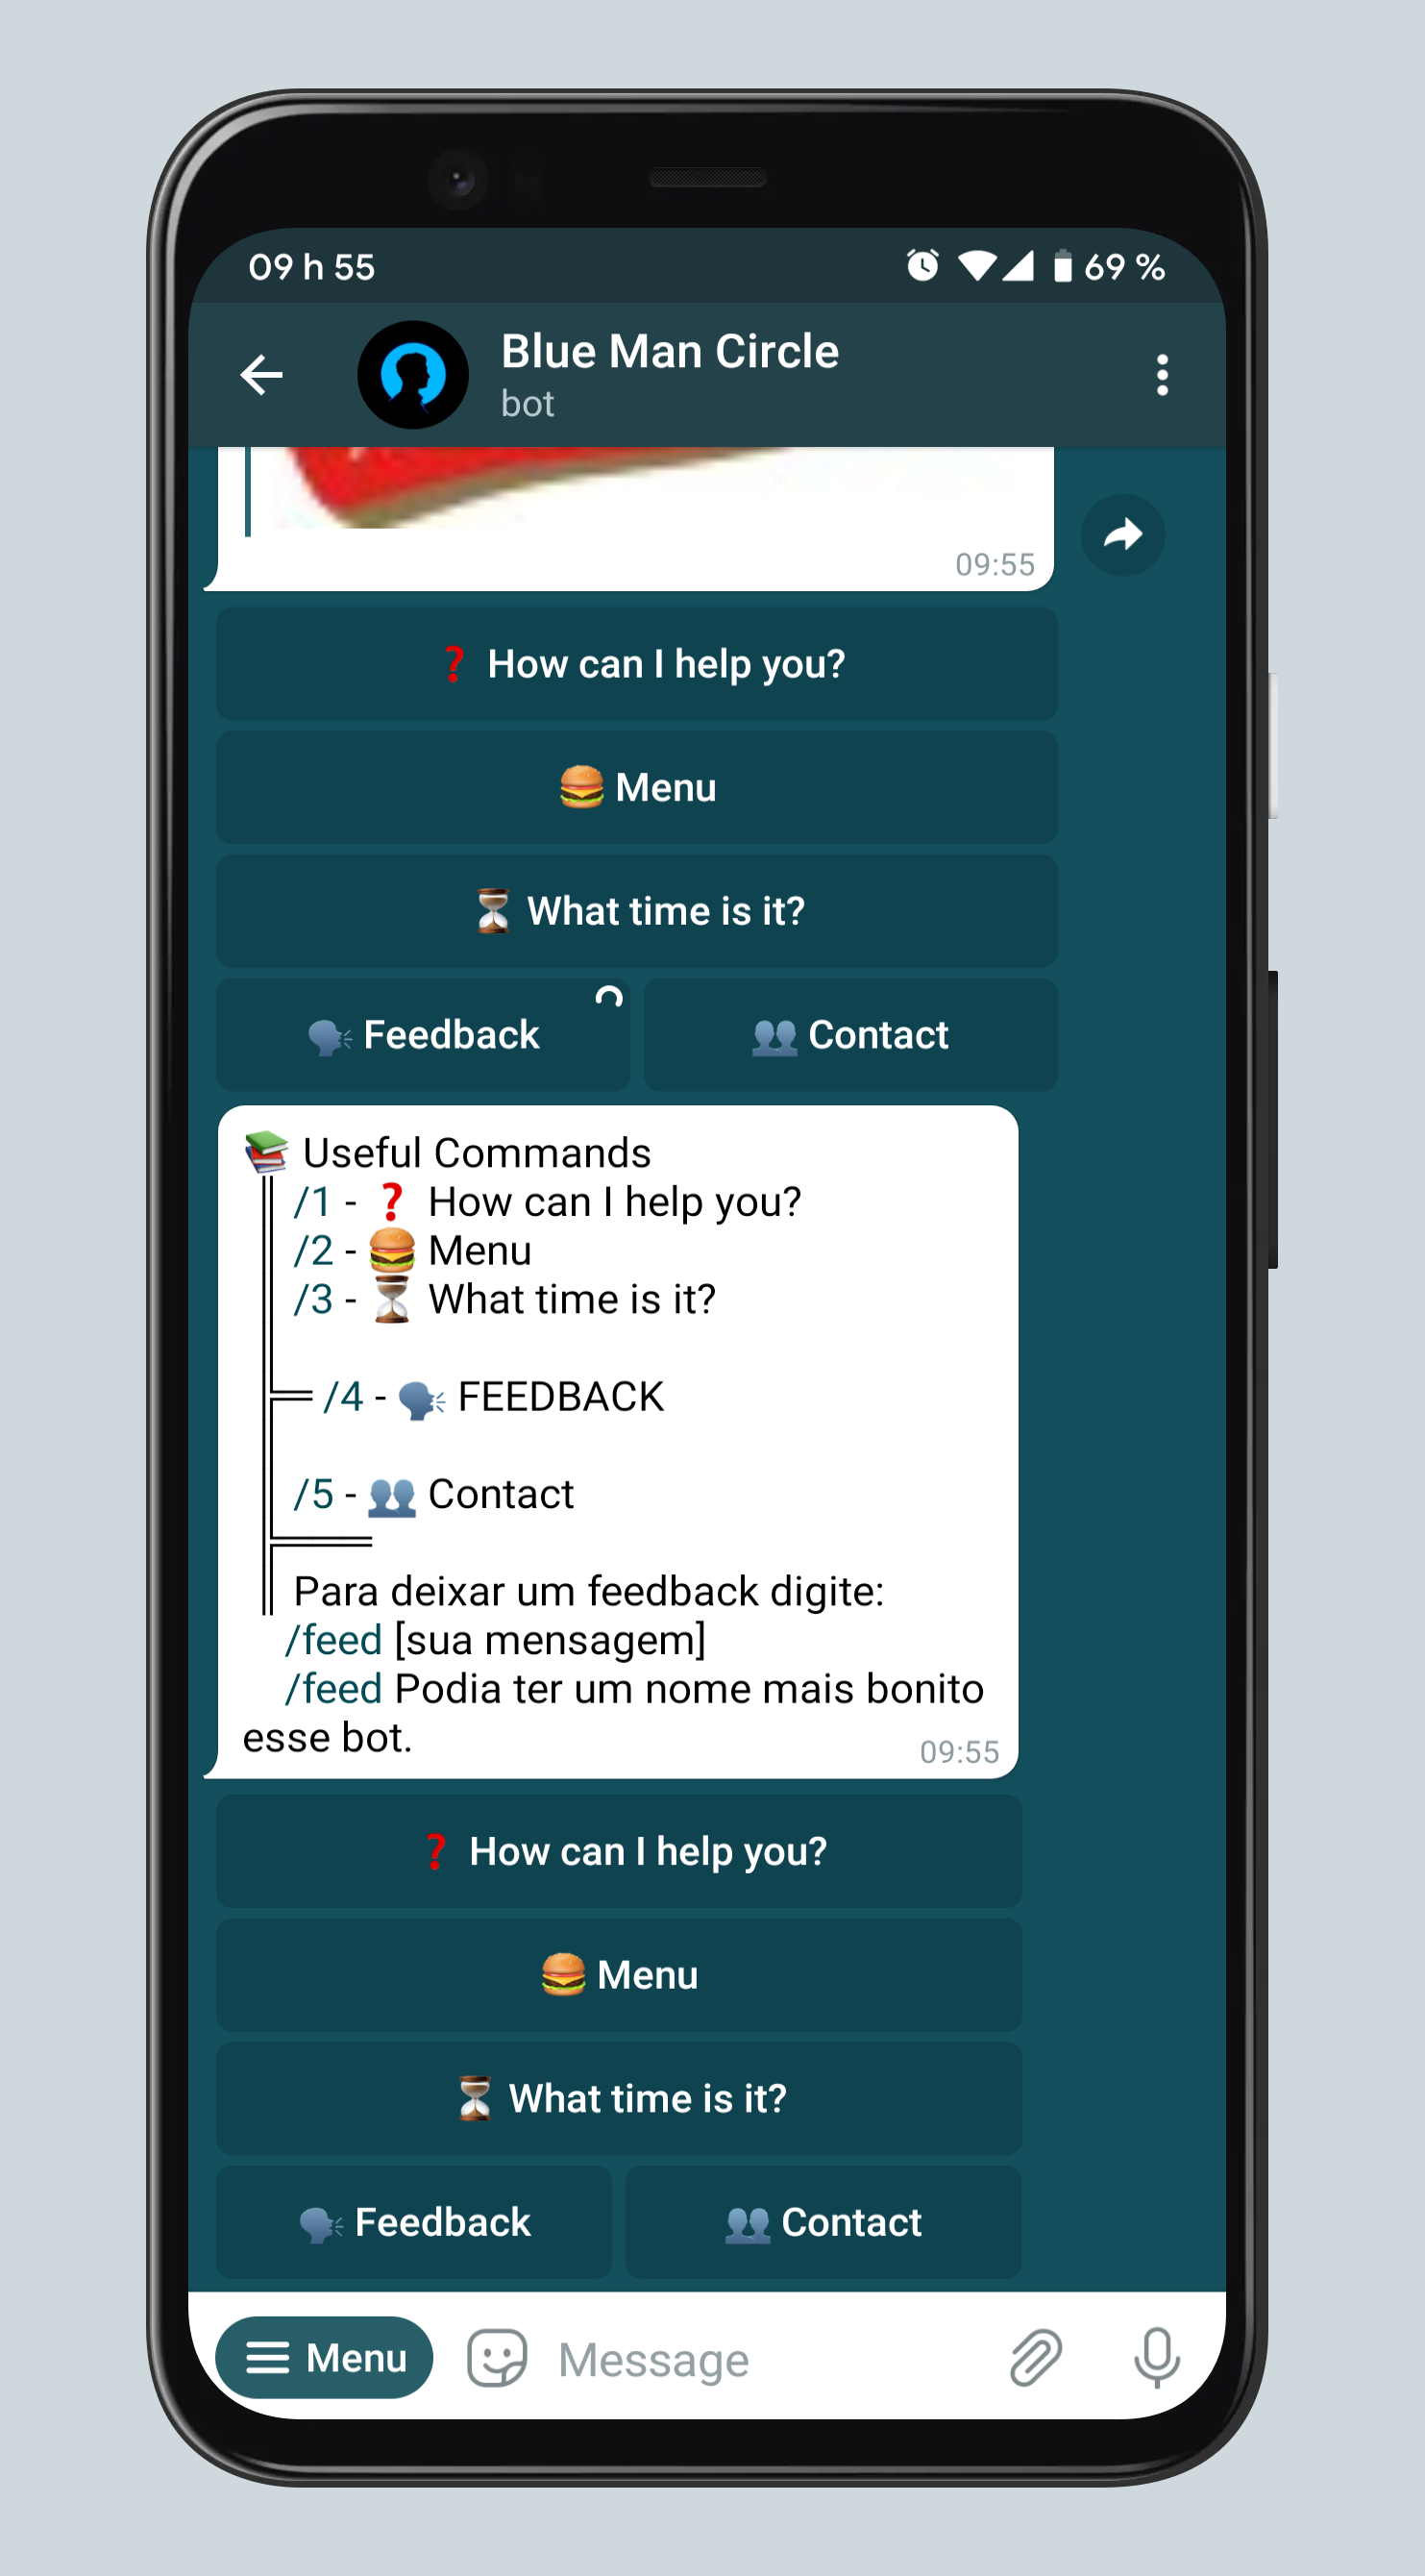 09 h 55
69 %
Blue Man Circle
bot
09:55
❓ How can I help you?
🍔 Menu
⏳ What time is it?
🗣 Feedback
👥 Contact
📚 Useful Commands
/1 - ❓ How can I help you?
/2 - 🍔 Menu
/3 - ⏳ What time is it?
/4 - 🗣 FEEDBACK
/5 - 👥 Contact
Para deixar um feedback digite:
/feed [sua mensagem]
/feed Podia ter um nome mais bonito
esse bot.
09:55
❓ How can I help you?
🍔 Menu
⏳ What time is it?
🗣 Feedback
👥 Contact
Menu
Message